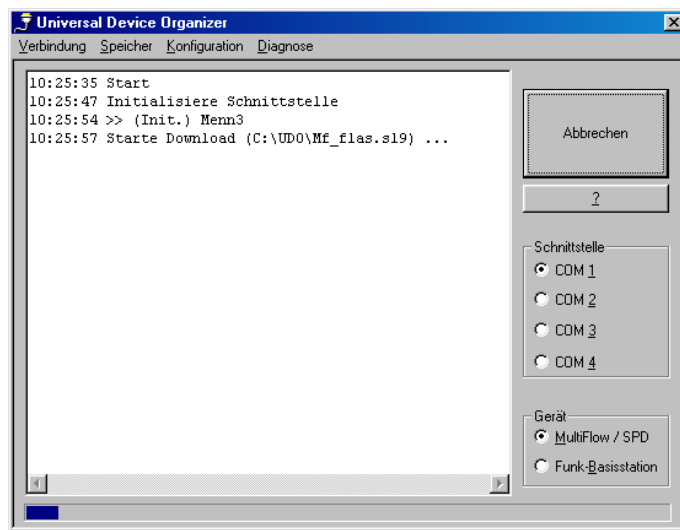 Universal Device Organizer
Verbindung Speicher Konfiguration Diagnose
10:25:35 Start
10:25:47 Initialisiere Schnittstelle
10:25:54 >> (Init.) Menn3
10:25:57 Starte Download (C:\UDO\Mf_flas.sl9) ...
Abbrechen
?
Schnittstelle
COM 1
COM 2
COM 3
COM 4
Gerät
MultiFlow / SPD
Funk-Basisstation